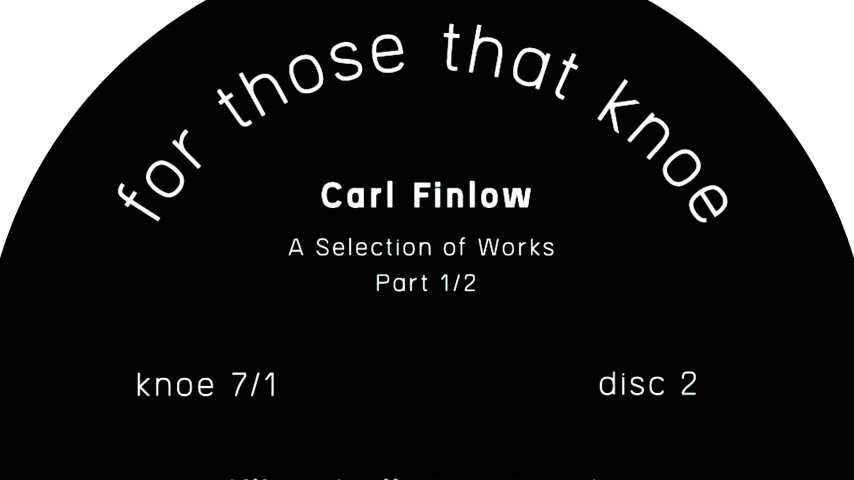 for those that knoe
Carl Finlow
A Selection of Works
Part 1/2
knoe 7/1
disc 2